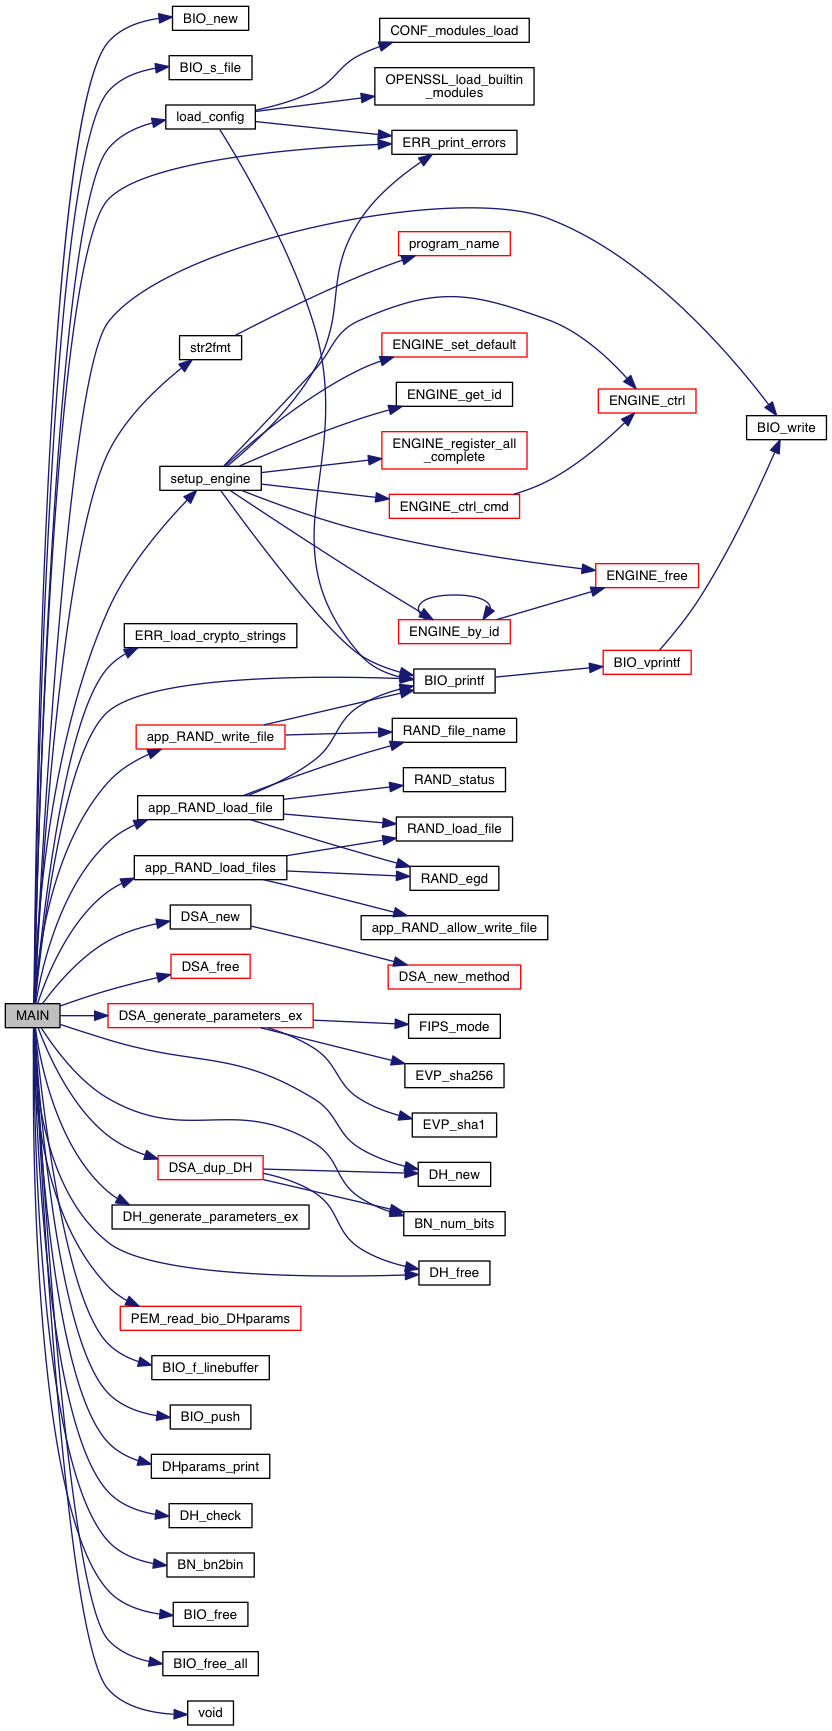 BIO_new
CONF_modules_load
BIO_s_file
OPENSSL_load_builtin
_modules
load_config
ERR_print_errors
program_name
str2fmt
ENGINE_set_default
ENGINE_get_id
ENGINE_ctrl
BIO_write
ENGINE_register_all
_complete
setup_engine
ENGINE_ctrl_cmd
ENGINE_free
ERR_load_crypto_strings
ENGINE_by_id
BIO_vprintf
BIO_printf
app_RAND_write_file
RAND_file_name
RAND_status
app_RAND_load_file
RAND_load_file
app_RAND_load_files
RAND_egd
DSA_new
app_RAND_allow_write_file
DSA_free
DSA_new_method
MAIN
DSA_generate_parameters_ex
FIPS_mode
EVP_sha256
EVP_sha1
DSA_dup_DH
DH_new
DH_generate_parameters_ex
BN_num_bits
DH_free
PEM_read_bio_DHparams
BIO_f_linebuffer
BIO_push
DHparams_print
DH_check
BN_bn2bin
BIO_free
BIO_free_all
void